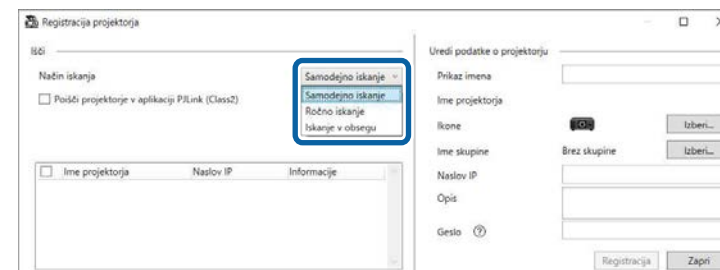 Registracija projektorja
Išči
Način iskanja
Samodejno iskanje
Samodejno iskanje
Ročno iskanje
Iskanje v obsegu
Poišči projektorje v aplikaciji PJLink (Class2)
Ime projektorja Naslov IP Informacije
Uredi podatke o projektorju
Prikaz imena
Ime projektorja
Ikone Izberi...
Ime skupine Brez skupine Izberi...
Naslov IP
Opis
Geslo ?
Registracija Zapri